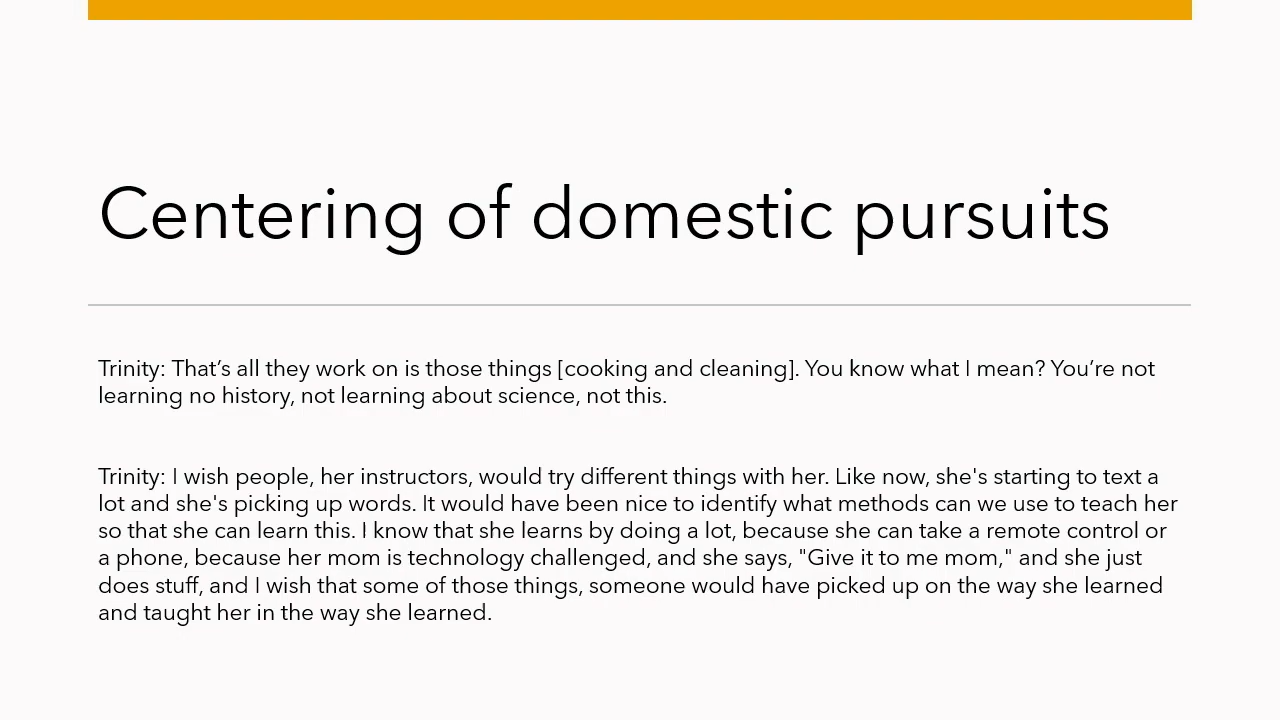 Centering of domestic pursuits
Trinity: That’s all they work on is those things [cooking and cleaning]. You know what I mean? You’re not
learning no history, not learning about science, not this.
Trinity: I wish people, her instructors, would try different things with her. Like now, she's starting to text a
lot and she's picking up words. It would have been nice to identify what methods can we use to teach her
so that she can learn this. I know that she learns by doing a lot, because she can take a remote control or
a phone, because her mom is technology challenged, and she says, "Give it to me mom," and she just
does stuff, and I wish that some of those things, someone would have picked up on the way she learned
and taught her in the way she learned.